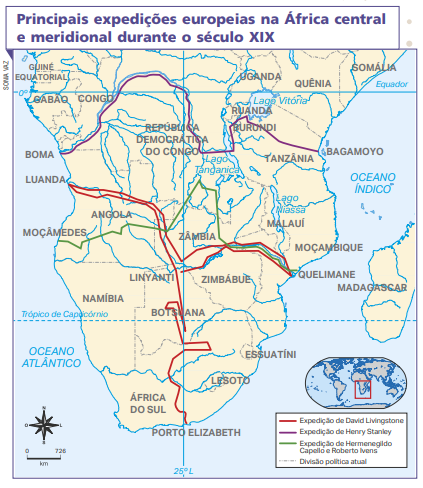 Principais expedições europeias na África central
e meridional durante o século XIX
SONIA VAZ
GUINÉ
EQUATORIAL
UGANDA
SOMÁLIA
QUÊNIA
Equador
0°
GABÃO
CONGO
Lago Vitória
RUANDA
REPÚBLICA
DEMOCRÁTICA
DO CONGO
BURUNDI
BOMA
BAGAMOYO
Lago
Tanganica
TANZÂNIA
LUANDA
OCEANO
ÍNDICO
Lago
Niassa
ANGOLA
MALAUÍ
MOÇÂMEDES
ZÂMBIA
MOÇAMBIQUE
LINYANTI
ZIMBÁBUE
QUELIMANE
MADAGASCAR
NAMÍBIA
Trópico de Capricórnio
BOTSUANA
OCEANO
ATLÂNTICO
ESSUATÍNI
LESOTO
ÁFRICA
DO SUL
PORTO ELIZABETH
N
O
L
S
0
726
km
25° L
Expedição de David Livingstone
Expedição de Henry Stanley
Expedição de Hermenegildo
Capello e Roberto Ivens
Divisão política atual